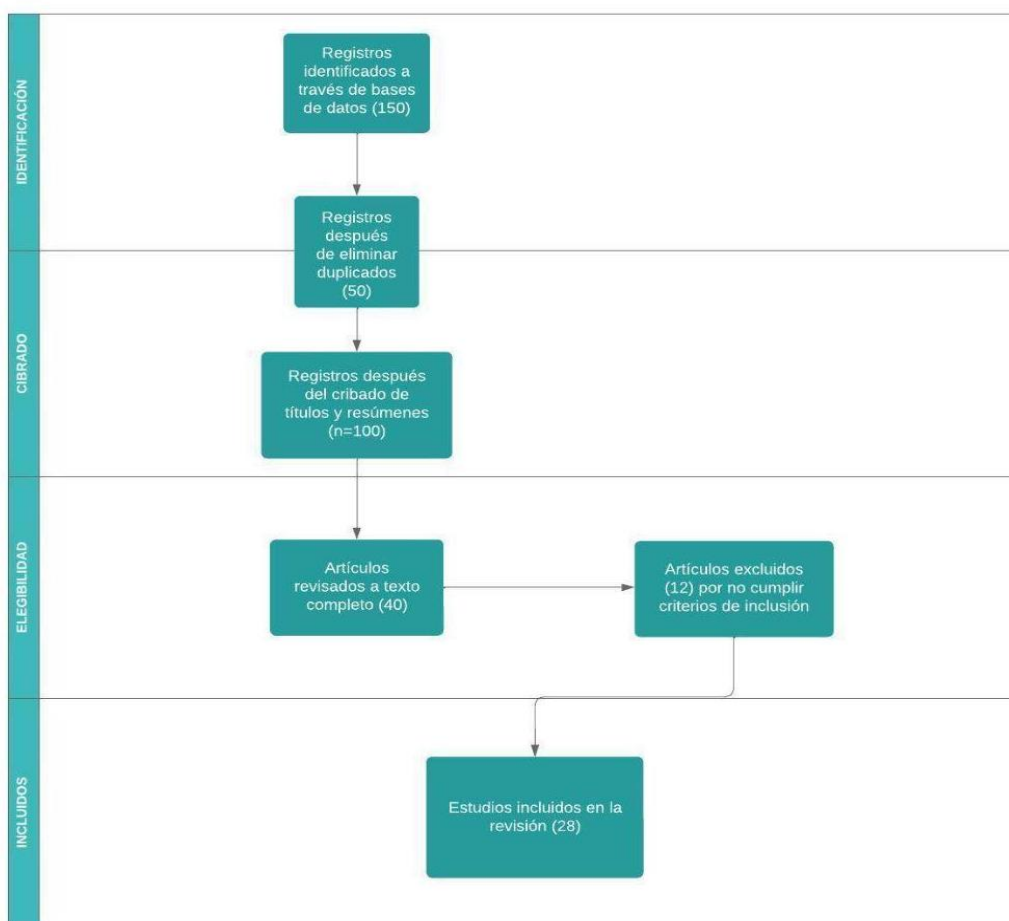 IDENTIFICACIÓN
Registros
identificados a
través de bases
de datos (150)
Registros
después
de eliminar
duplicados
(50)
CIBRADO
Registros después
del cribado de
títulos y resúmenes
(n=100)
ELEGIBILIDAD
Artículos
revisados a texto
completo (40)
Artículos excluidos
(12) por no cumplir
criterios de inclusión
INCLUIDOS
Estudios incluidos en la
revisión (28)